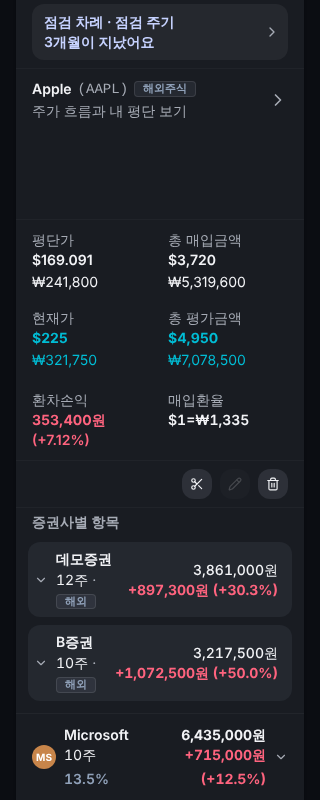 점검 차례 · 점검 주기
3개월이 지났어요
Apple (AAPL) 해외주식
주가 흐름과 내 평단 보기
평단가 총 매입금액
$169.091 $3,720
₩241,800 ₩5,319,600
현재가 총 평가금액
$225 $4,950
₩321,750 ₩7,078,500
환차손익 매입환율
353,400원 $1=₩1,335
(+7.12%)
증권사별 항목
데모증권 3,861,000원
12주 · +897,300원 (+30.3%)
해외
B증권 3,217,500원
10주 · +1,072,500원 (+50.0%)
해외
Microsoft 6,435,000원
MS 10주 +715,000원
13.5% (+12.5%)